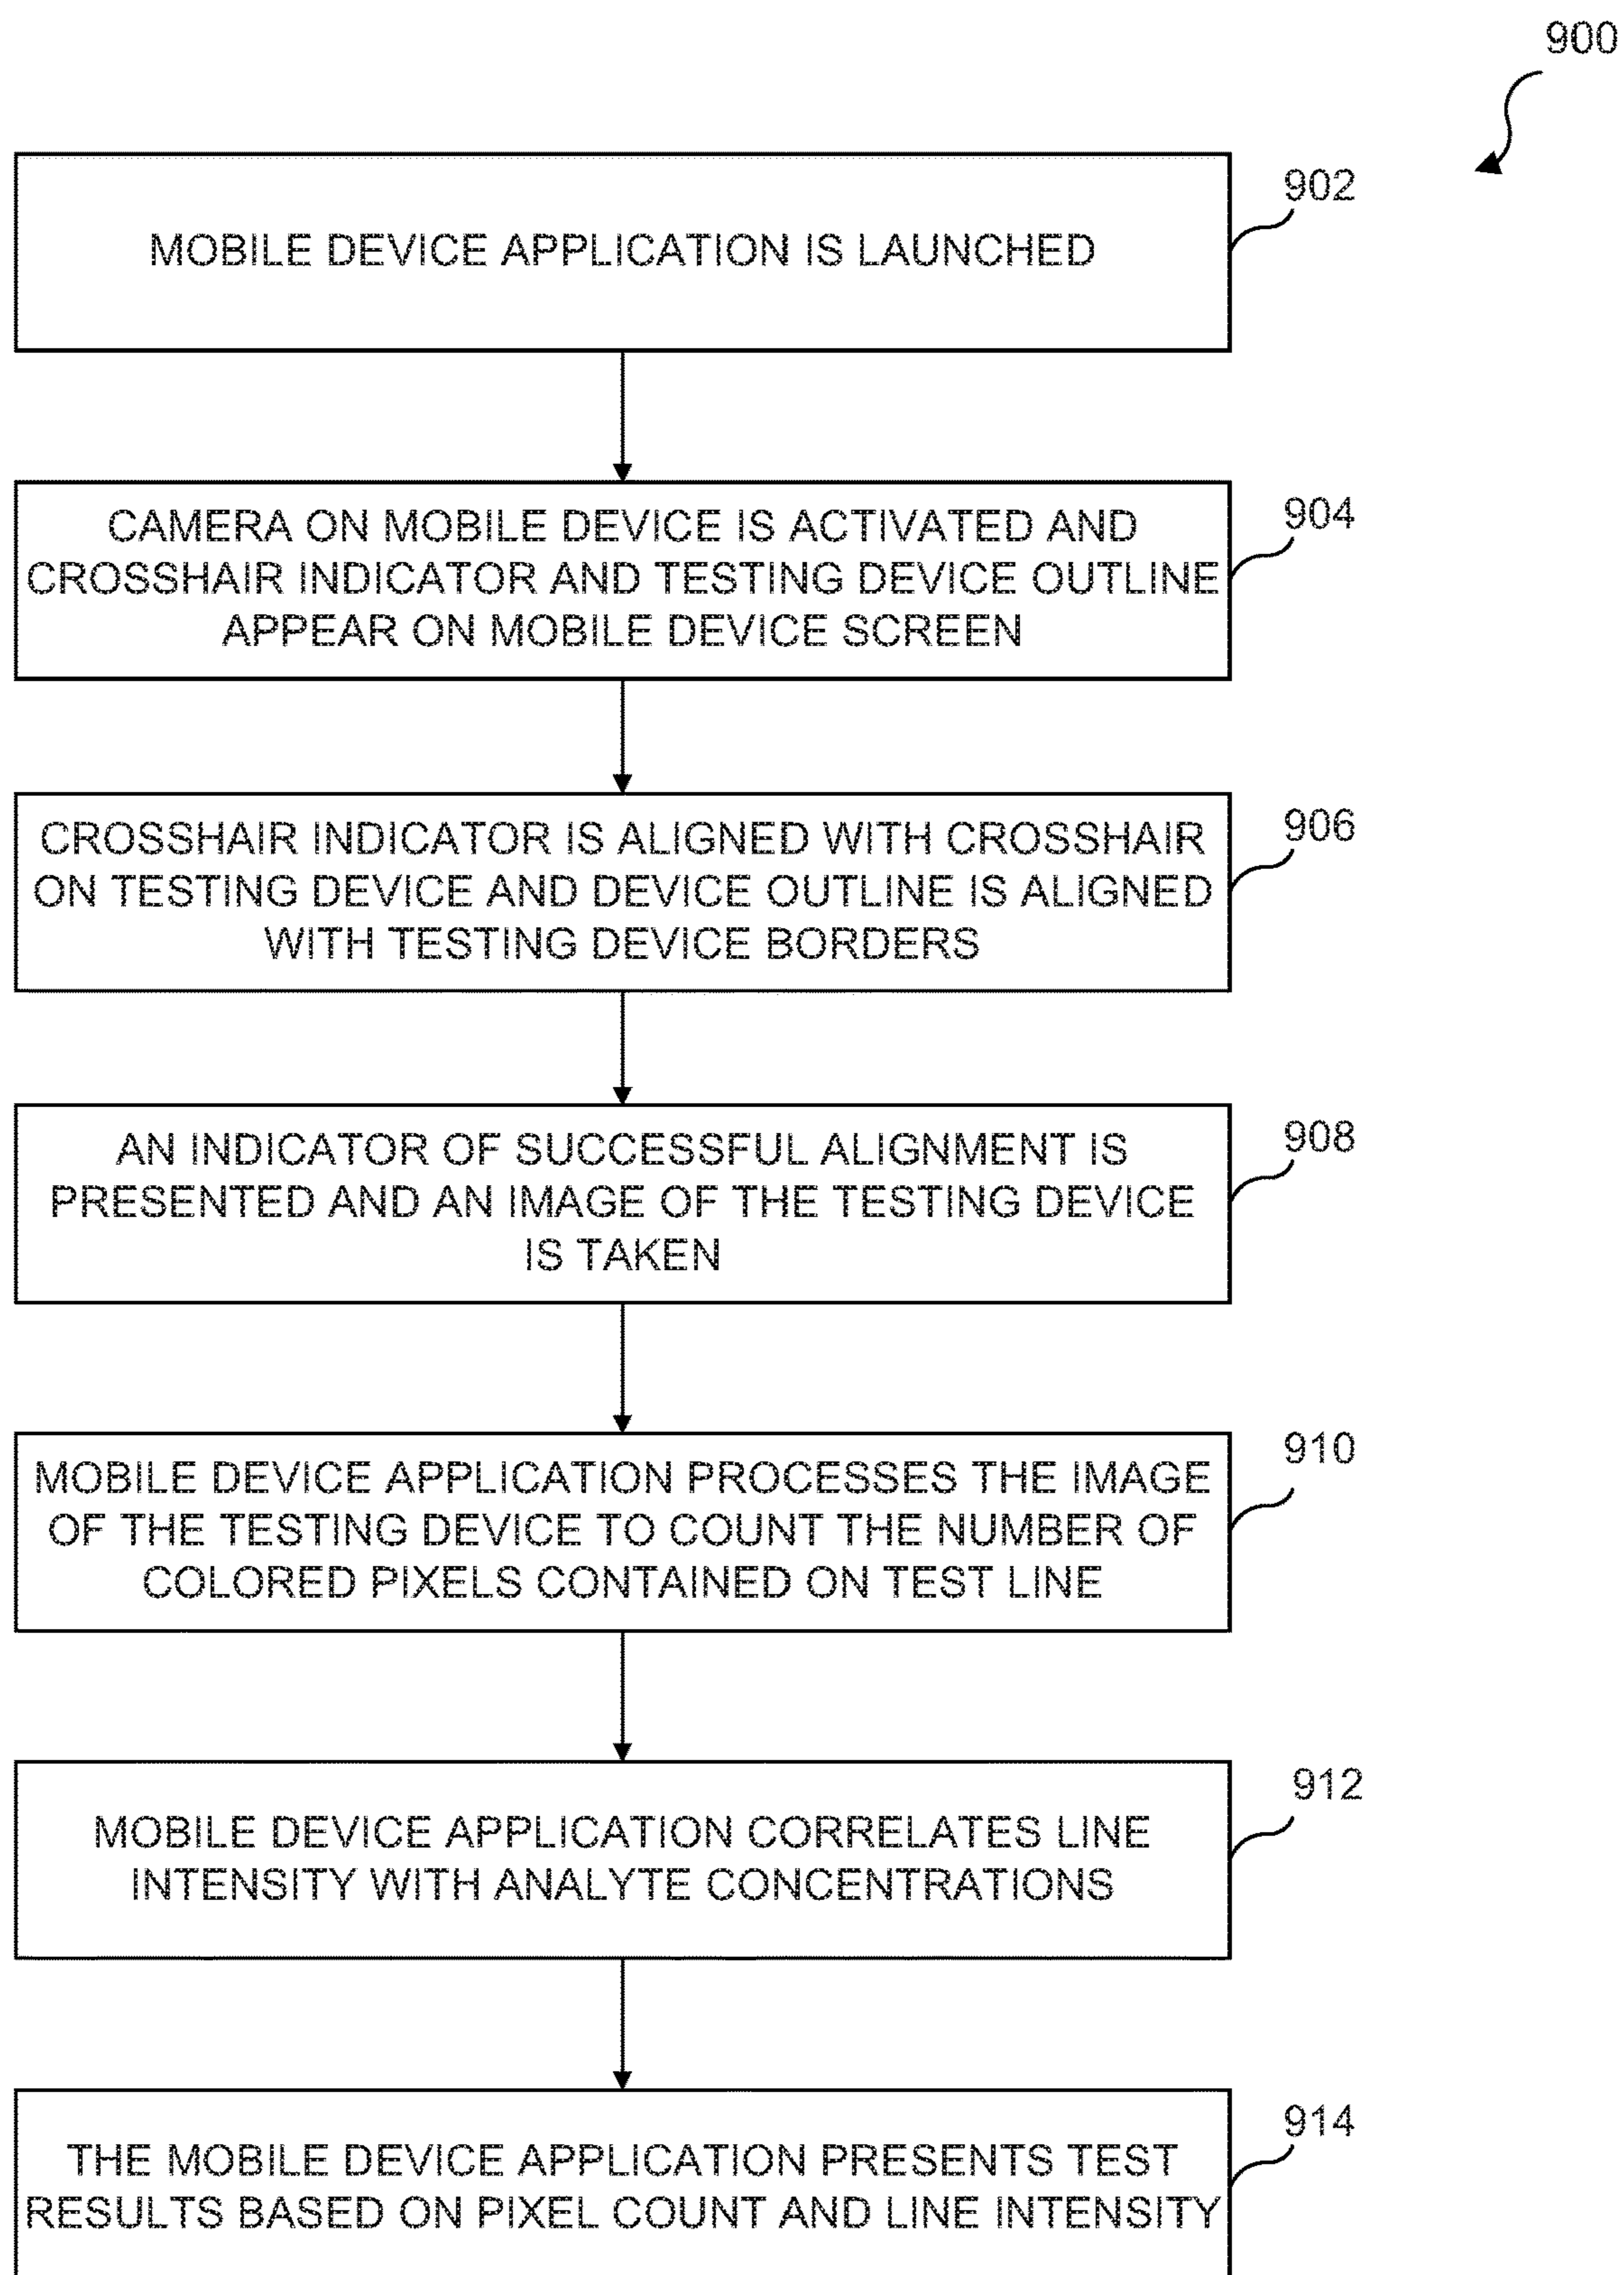 900
MOBILE DEVICE APPLICATION IS LAUNCHED
902
CAMERA ON MOBILE DEVICE IS ACTIVATED AND
CROSSHAIR INDICATOR AND TESTING DEVICE OUTLINE
APPEAR ON MOBILE DEVICE SCREEN
904
CROSSHAIR INDICATOR IS ALIGNED WITH CROSSHAIR
ON TESTING DEVICE AND DEVICE OUTLINE IS ALIGNED
WITH TESTING DEVICE BORDERS
906
AN INDICATOR OF SUCCESSFUL ALIGNMENT IS
PRESENTED AND AN IMAGE OF THE TESTING DEVICE
IS TAKEN
908
MOBILE DEVICE APPLICATION PROCESSES THE IMAGE
OF THE TESTING DEVICE TO COUNT THE NUMBER OF
COLORED PIXELS CONTAINED ON TEST LINE
910
MOBILE DEVICE APPLICATION CORRELATES LINE
INTENSITY WITH ANALYTE CONCENTRATIONS
912
THE MOBILE DEVICE APPLICATION PRESENTS TEST
RESULTS BASED ON PIXEL COUNT AND LINE INTENSITY
914